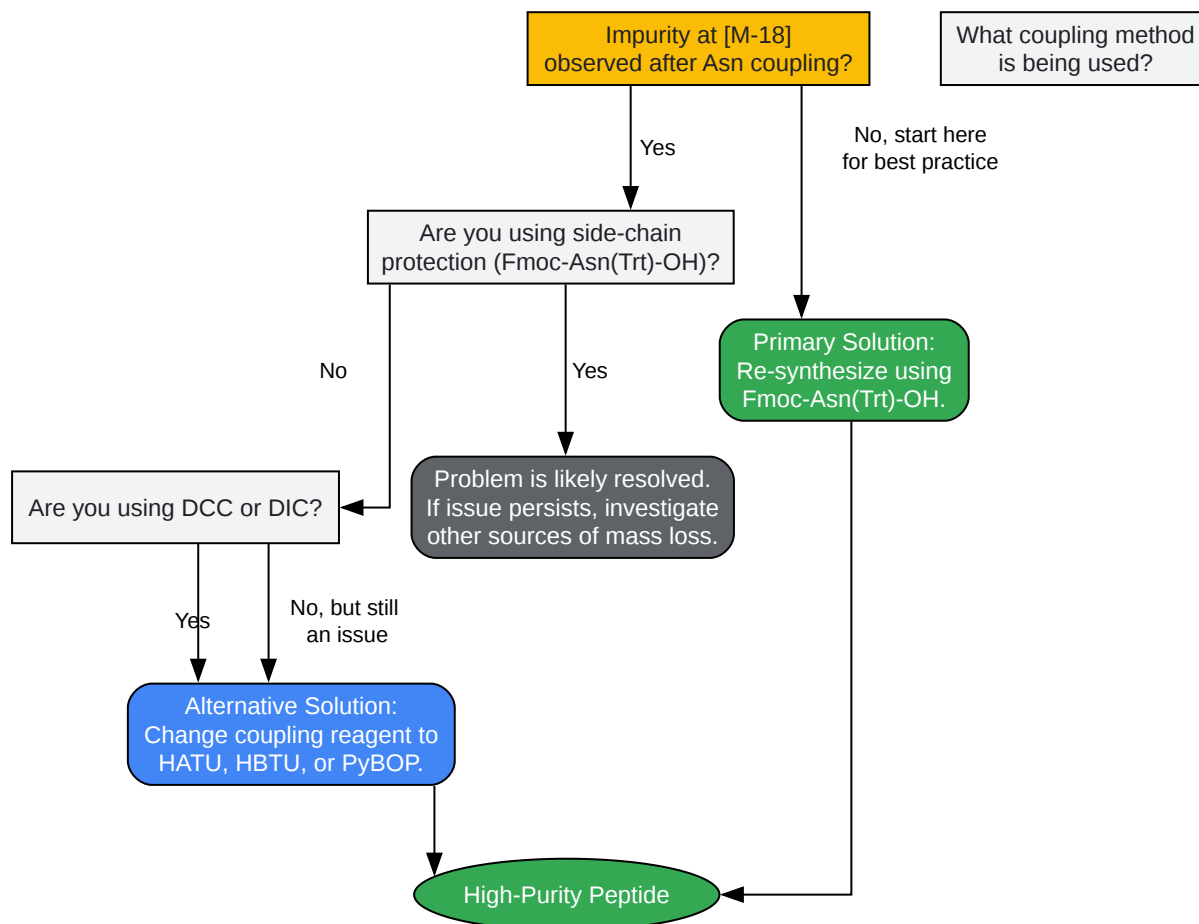 Impurity at [M-18]
observed after Asn coupling?
What coupling method
is being used?
Yes
No, start here
for best practice
Are you using side-chain
protection (Fmoc-Asn(Trt)-OH)?
Primary Solution:
Re-synthesize using
Fmoc-Asn(Trt)-OH.
No
Yes
Are you using DCC or DIC?
Problem is likely resolved.
If issue persists, investigate
other sources of mass loss.
Yes
No, but still
an issue
Alternative Solution:
Change coupling reagent to
HATU, HBTU, or PyBOP.
High-Purity Peptide